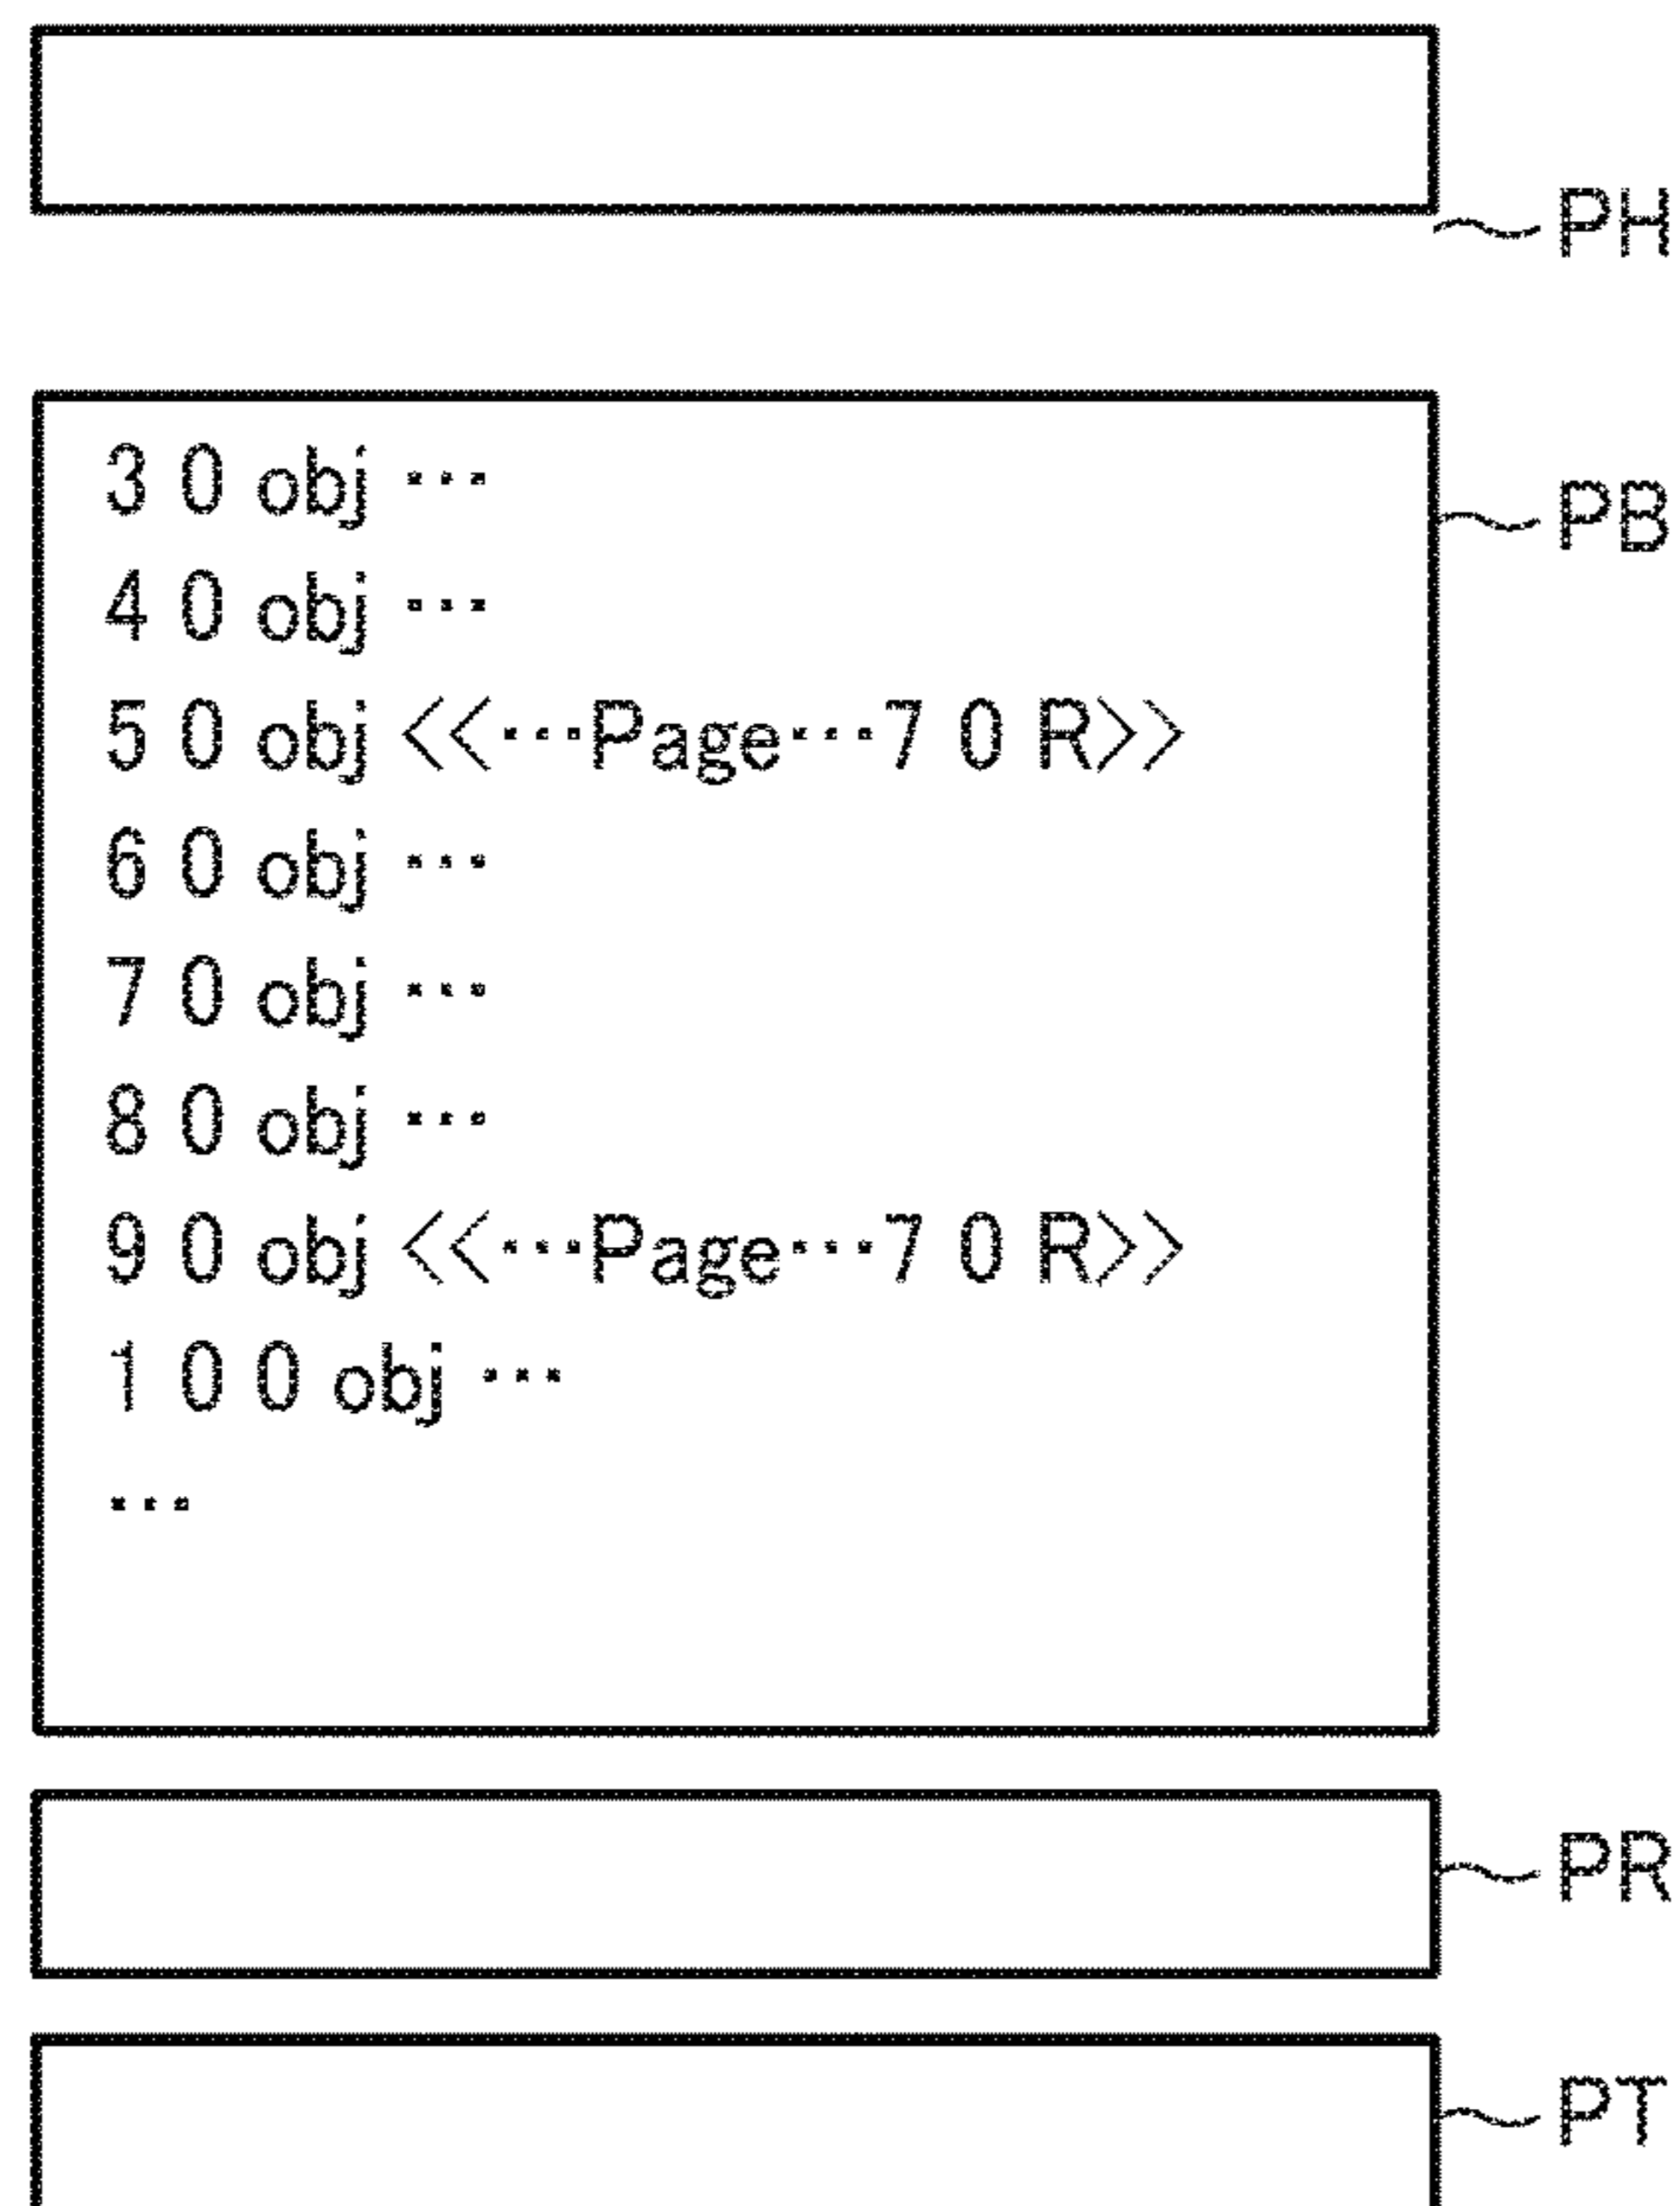 PH
3 0 obj ···
PB
4 0 obj ···
5 0 obj <<···Page···7 0 R>>
6 0 obj ···
7 0 obj ···
8 0 obj ···
9 0 obj <<···Page···7 0 R>>
1 0 0 obj ···
···
PR
PT